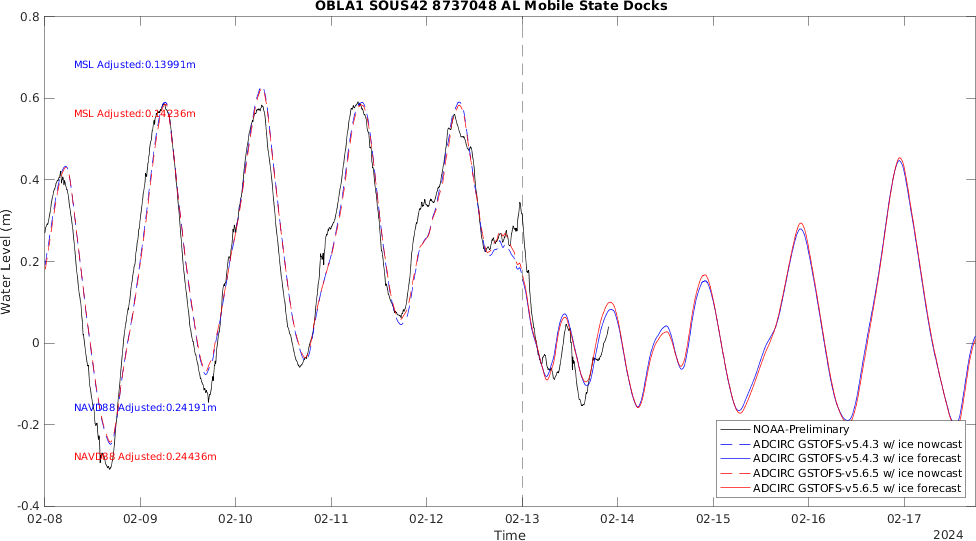 OBLA1 SOUS42 8737048 AL Mobile State Docks
0.8
0.6
0.4
0.2
0
-0.2
-0.4
Water Level (m)
MSL Adjusted:0.13991m
MSL Adjusted:0.14236m
NAVD88 Adjusted:0.24191m
NAVD88 Adjusted:0.24436m
NOAA-Preliminary
ADCIRC GSTOFS-v5.4.3 w/ ice nowcast
ADCIRC GSTOFS-v5.4.3 w/ ice forecast
ADCIRC GSTOFS-v5.6.5 w/ ice nowcast
ADCIRC GSTOFS-v5.6.5 w/ ice forecast
02-08 02-09 02-10 02-11 02-12 02-13 02-14 02-15 02-16 02-17
Time
2024